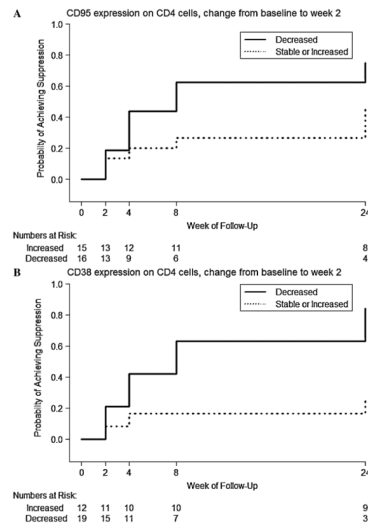 A CD95 expression on CD4 cells, change from baseline to week 2
Decreased
Stable or Increased
Probability of Achieving Suppression
1.0
0.8
0.6
0.4
0.2
0.0
0 2 4 8 24
Week of Follow-Up
Numbers at Risk:
Increased 15 13 12 11 8
Decreased 16 13 9 6 4
B CD38 expression on CD4 cells, change from baseline to week 2
Decreased
Stable or Increased
Probability of Achieving Suppression
1.0
0.8
0.6
0.4
0.2
0.0
0 2 4 8 24
Week of Follow-Up
Numbers at Risk:
Increased 12 11 10 10 9
Decreased 19 15 11 7 3